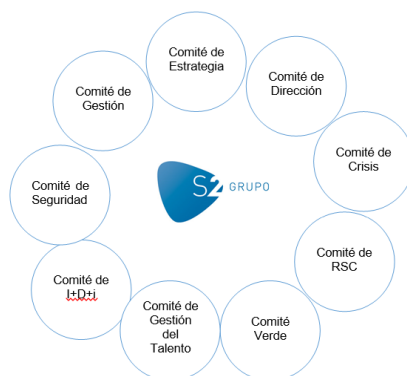 Comité de
Estrategia
Comité de
Dirección
Comité de
Crisis
Comité de
RSC
Comité
Verde
Comité de
Gestión
del
Talento
Comité de
I+D+i
Comité de
Seguridad
Comité de
Gestión
S2 GRUPO